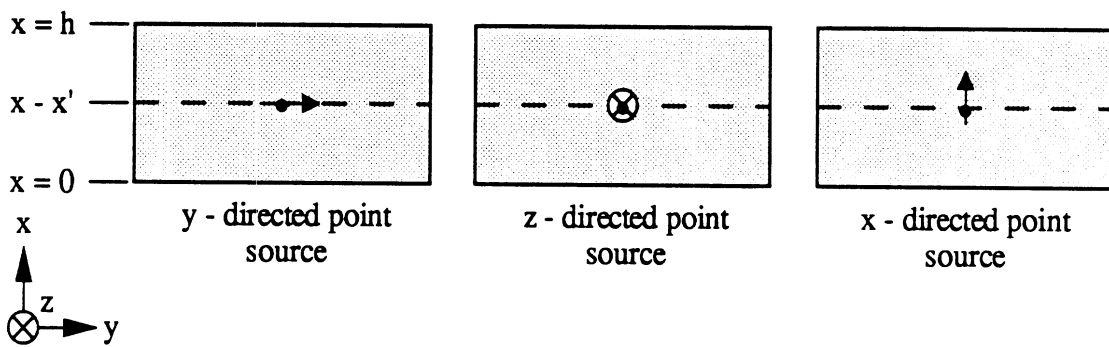 x = h
x - x'
x = 0
y - directed point
source
z - directed point
source
x - directed point
source
x
z
y